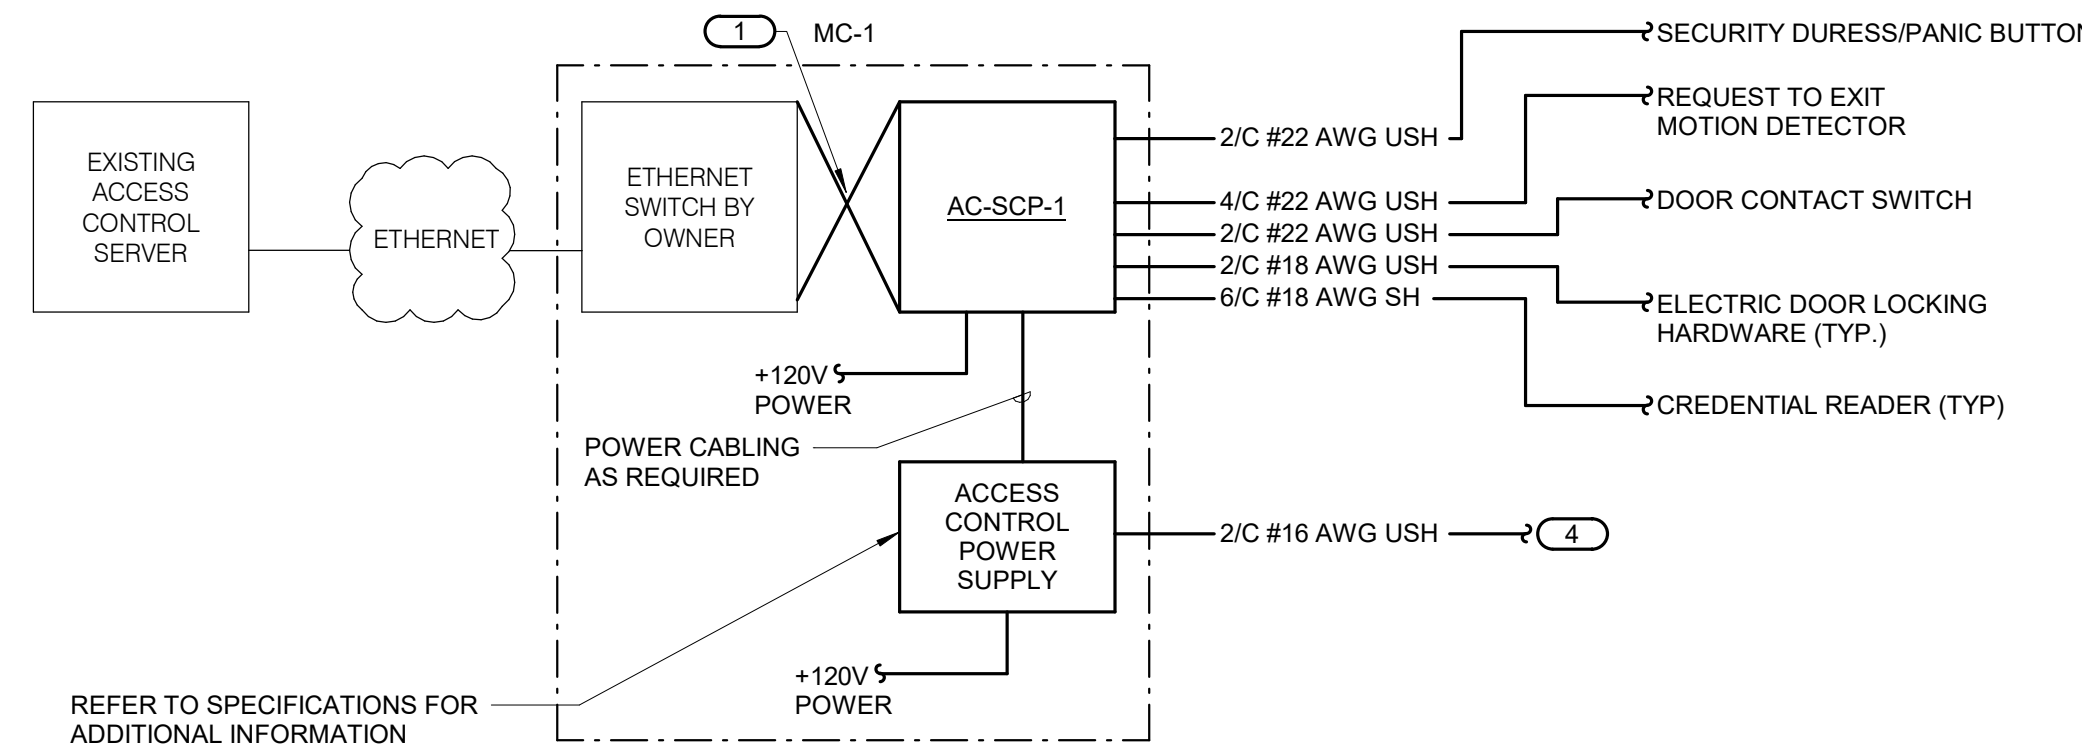 1
MC-1
SECURITY DURESS/PANIC BUTTON
REQUEST TO EXIT
MOTION DETECTOR
2/C #22 AWG USH
EXISTING
ACCESS
CONTROL
SERVER
ETHERNET
ETHERNET
SWITCH BY
OWNER
AC-SCP-1
4/C #22 AWG USH
2/C #22 AWG USH
2/C #18 AWG USH
6/C #18 AWG SH
DOOR CONTACT SWITCH
ELECTRIC DOOR LOCKING
HARDWARE (TYP.)
CREDENTIAL READER (TYP)
+120V
POWER
POWER CABLING
AS REQUIRED
ACCESS
CONTROL
POWER
SUPPLY
2/C #16 AWG USH
4
+120V
POWER
REFER TO SPECIFICATIONS FOR
ADDITIONAL INFORMATION